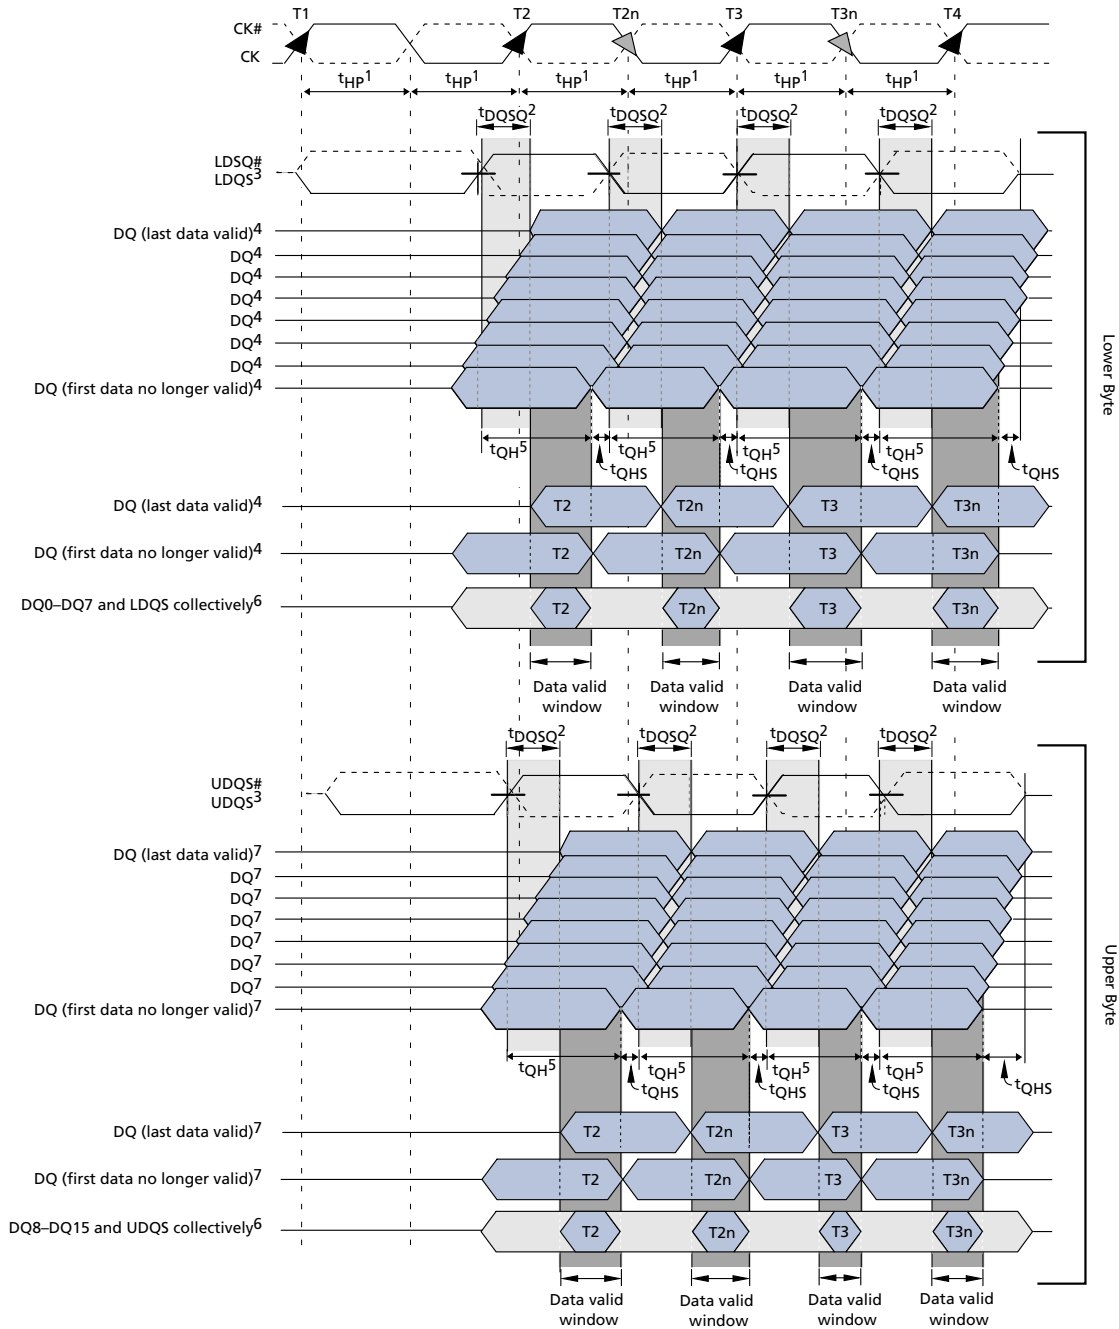 T1 T2 T2n T3 T3n T4
CK#
CK
tHP1 tHP1 tHP1 tHP1 tHP1 tHP1
tDQSQ2 tDQSQ2 tDQSQ2 tDQSQ2
LDSQ#
LDQS3
DQ (last data valid)4
DQ4
DQ4
DQ4
DQ4
DQ4
DQ4
DQ (first data no longer valid)4
Lower Byte
tQH5 tQH5 tQH5 tQH5
tQHS tQHS tQHS tQHS
DQ (last data valid)4 T2 T2n T3 T3n
DQ (first data no longer valid)4 T2 T2n T3 T3n
DQ0–DQ7 and LDQS collectively6 T2 T2n T3 T3n
Data valid Data valid Data valid Data valid
window window window window
tDQSQ2 tDQSQ2 tDQSQ2 tDQSQ2
UDQS#
UDQS3
DQ (last data valid)7
DQ7
DQ7
DQ7
DQ7
DQ7
DQ7
DQ (first data no longer valid)7
Upper Byte
tQH5 tQH5 tQH5 tQH5
tQHS tQHS tQHS tQHS
DQ (last data valid)7 T2 T2n T3 T3n
DQ (first data no longer valid)7 T2 T2n T3 T3n
DQ8–DQ15 and UDQS collectively6 T2 T2n T3 T3n
Data valid Data valid Data valid Data valid
window window window window